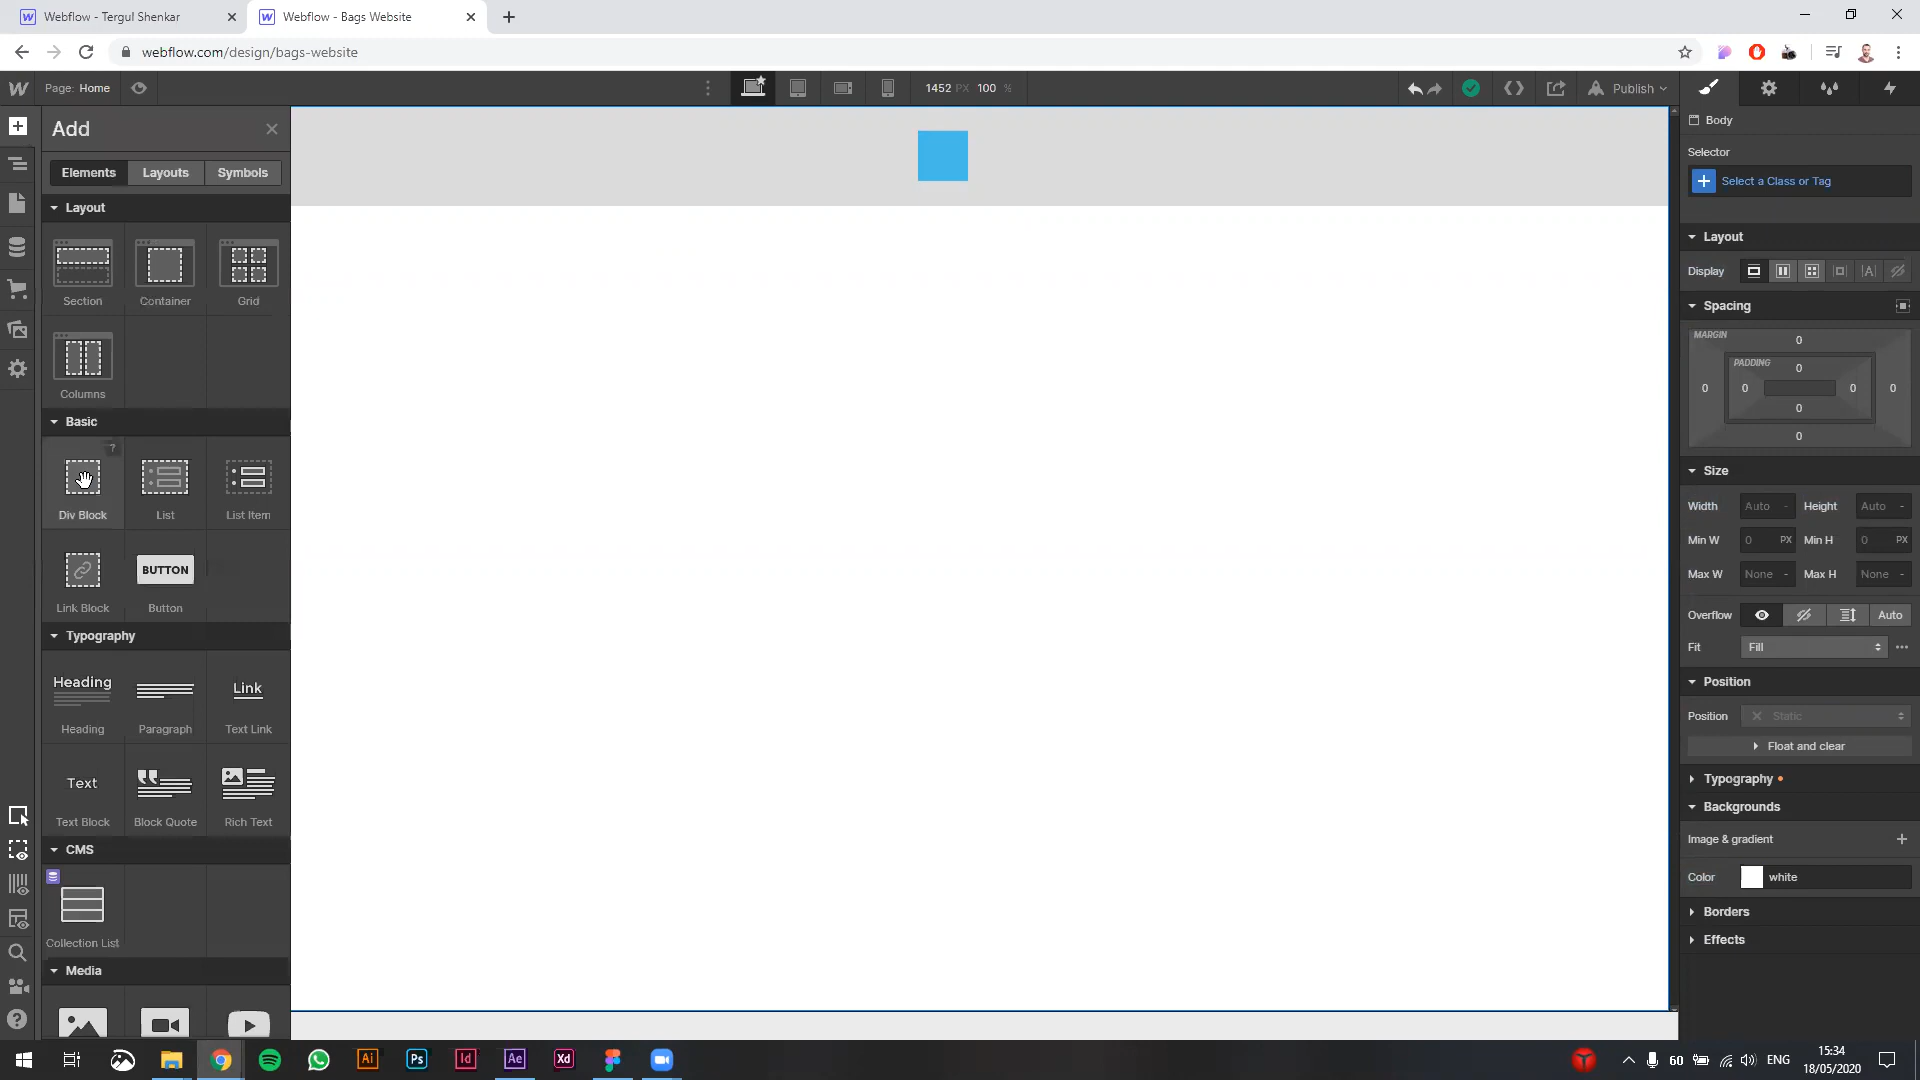 Webflow - Tergul Shenkar
Webflow - Bags Website
webflow.com/design/bags-website
Page: Home
1452 PX 100 %
Publish
Add
Elements
Layouts
Symbols
Layout
Section
Container
Grid
Columns
Basic
?
Div Block
List
List Item
BUTTON
Link Block
Button
Typography
Heading
Link
Heading
Paragraph
Text Link
Text
Text Block
Block Quote
Rich Text
CMS
Collection List
Media
Body
Selector
Select a Class or Tag
Layout
Display
Spacing
MARGIN
0
PADDING
0
0 0 0 0
0
0
Size
Width Auto - Height Auto -
Min W 0 PX Min H 0 PX
Max W None - Max H None -
Overflow Auto
Fit Fill
Position
Position Static
Float and clear
Typography
Backgrounds
Image & gradient
Color white
Borders
Effects
Ai
Ps
Id
Ae
Xd
60
ENG
15:34
18/05/2020